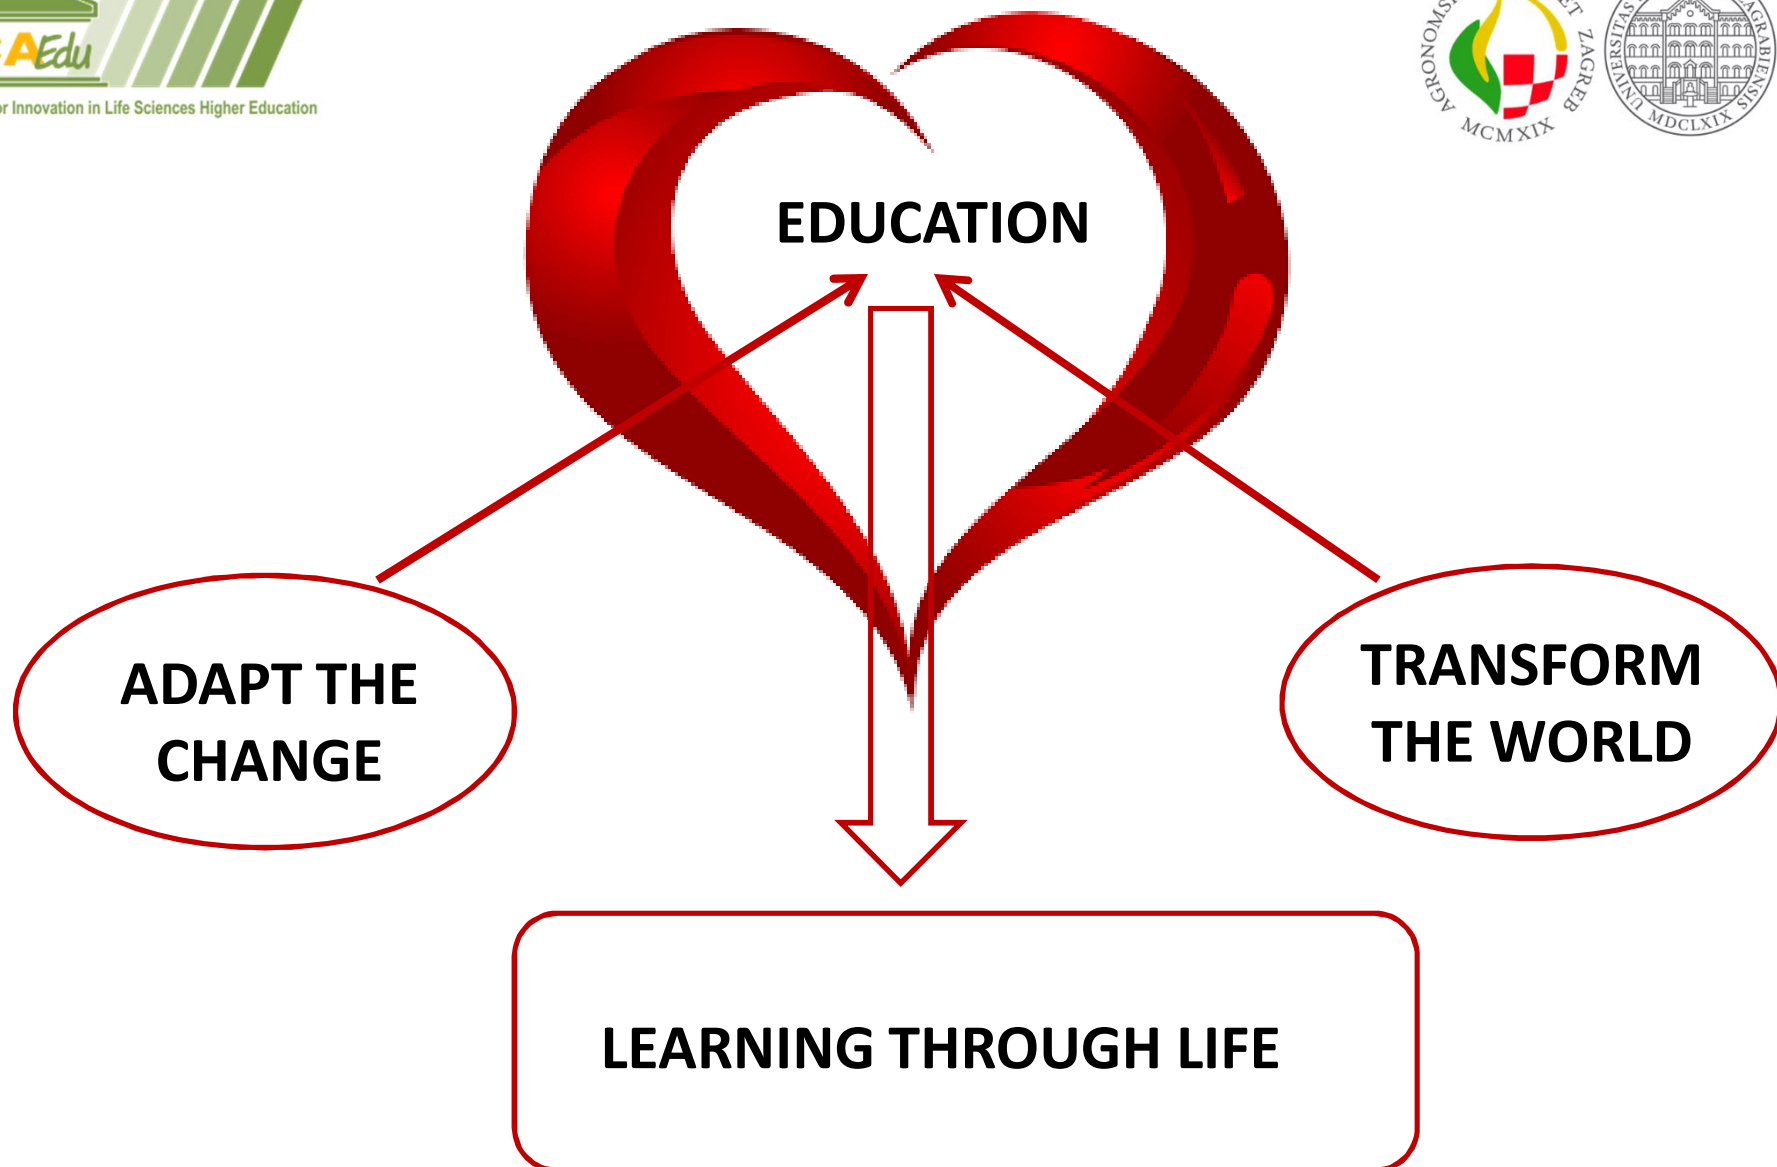 AEdu
or Innovation in Life Sciences Higher Education
ZAGREB
MCMXIX
MDCLXIX
EDUCATION
ADAPT THE
CHANGE
TRANSFORM
THE WORLD
LEARNING THROUGH LIFE